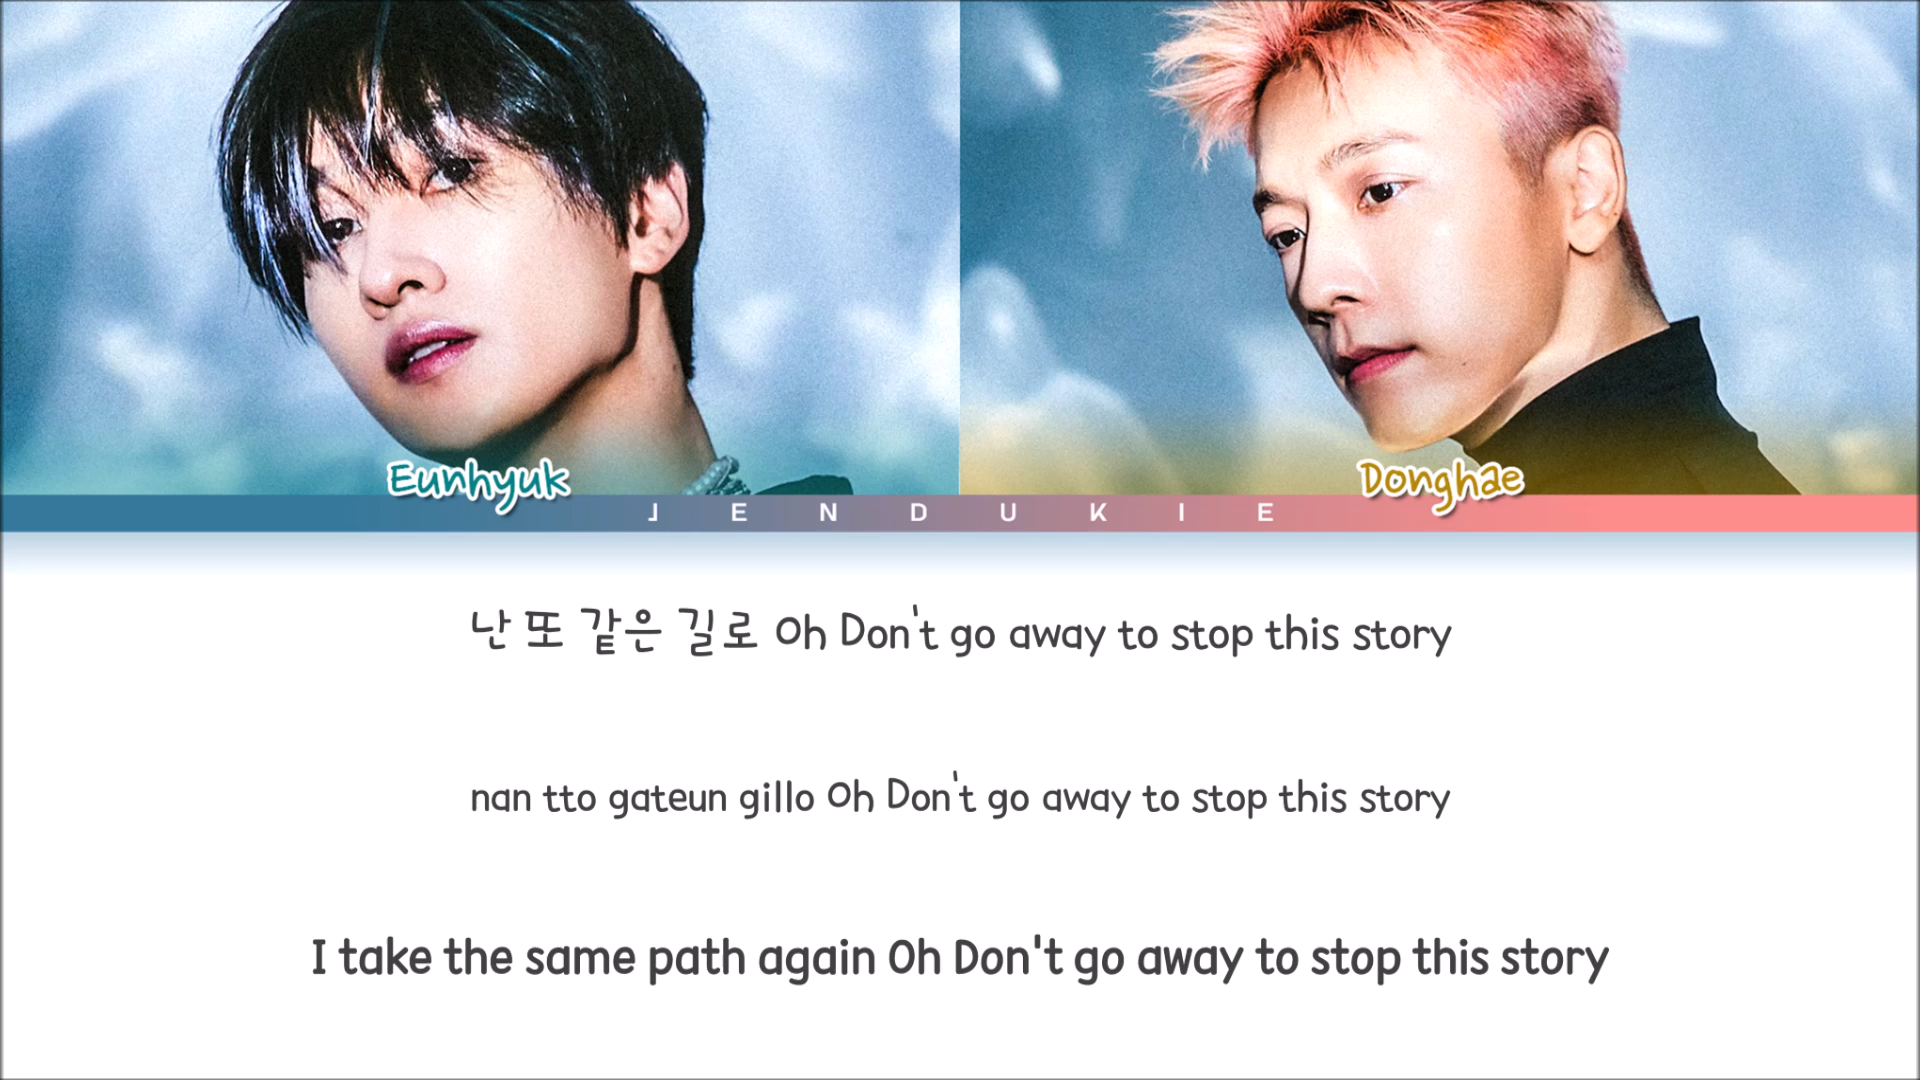 Eunhyuk
Donghae
JENDUKIE
난 또 같은 길로 Oh Don't go away to stop this story
nan tto gateun gillo Oh Don't go away to stop this story
I take the same path again Oh Don't go away to stop this story